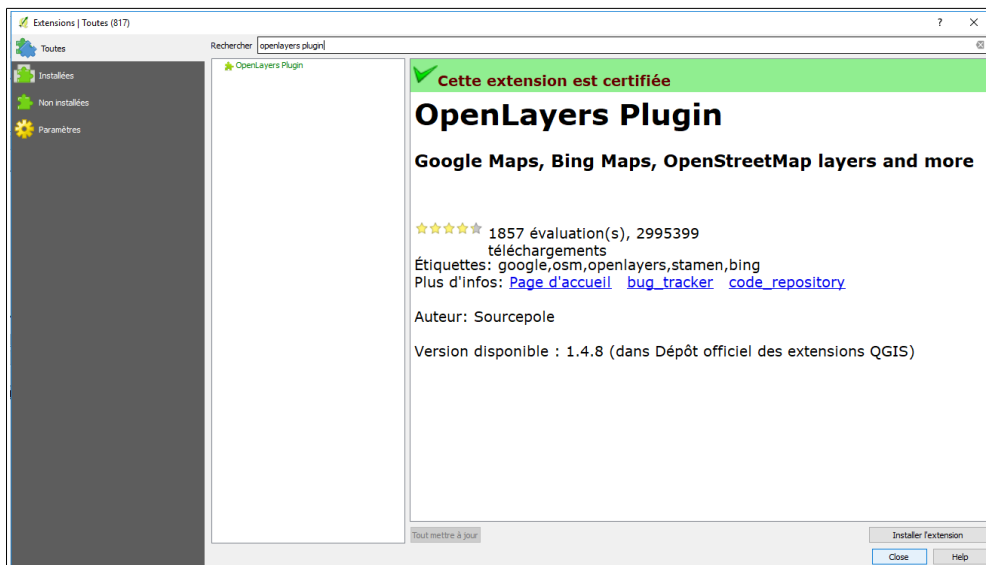 Extensions | Toutes (817)
?
Toutes
Installées
Non installées
Paramètres
Rechercher openlayers plugin
OpenLayers Plugin
Cette extension est certifiée
OpenLayers Plugin
Google Maps, Bing Maps, OpenStreetMap layers and more
1857 évaluation(s), 2995399
téléchargements
Étiquettes: google,osm,openlayers,stamen,bing
Plus d'infos: Page d'accueil bug_tracker code_repository
Auteur: Sourcepole
Version disponible : 1.4.8 (dans Dépôt officiel des extensions QGIS)
Tout mettre à jour
Installer l'extension
Close
Help